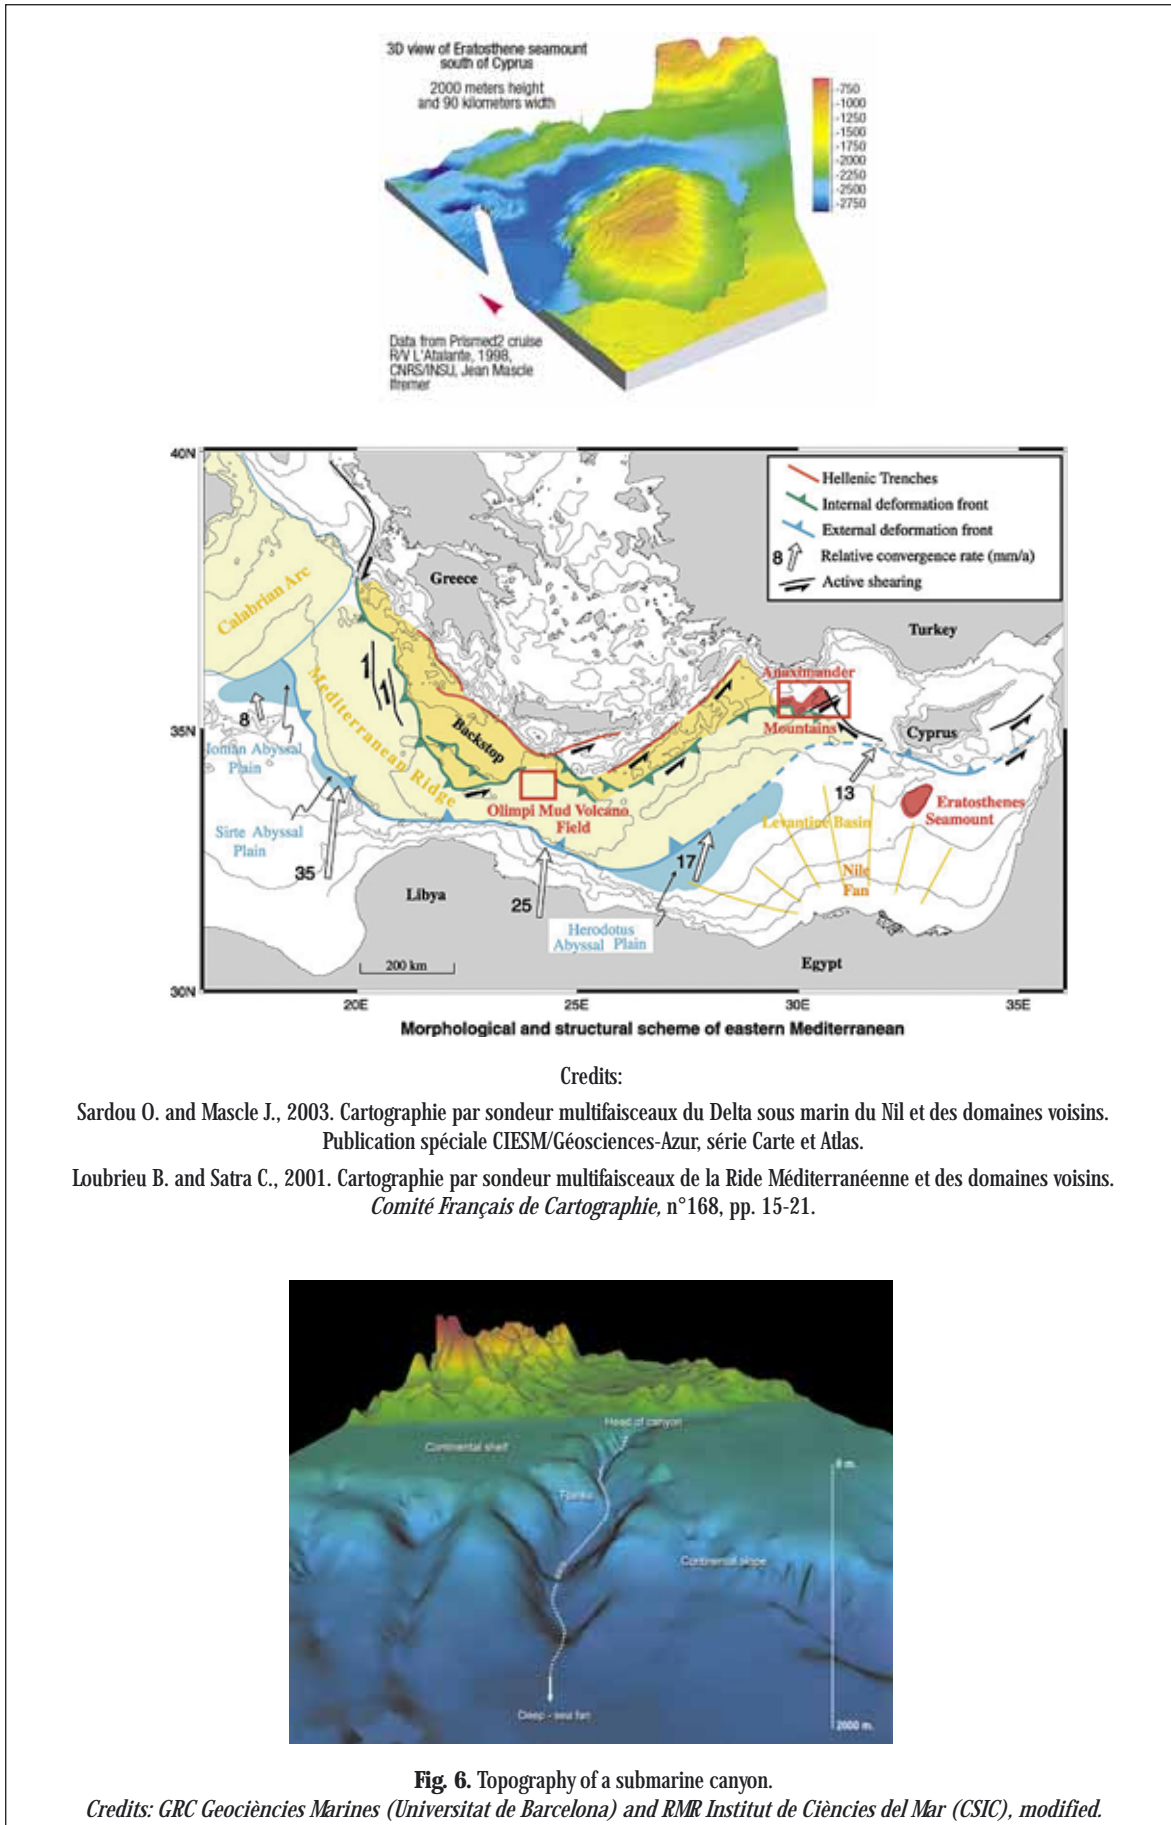 3D view of Eratosthene seamount
south of Cyprus
2000 meters height
and 90 kilometers width
-750
-1000
-1250
-1500
-1750
-2000
-2250
-2500
-2750
Data from Prismed2 cruise
R/V L'Atalante, 1998,
CNRS/INSU, Jean Mascle
Ifremer
40N
Hellenic Trenches
Internal deformation front
External deformation front
8 Relative convergence rate (mm/a)
Active shearing
Greece
Calabrian Arc
Turkey
Anaximander
Mountains
Mediterranean Ridge
Backstop
Cyprus
8
35N
Ionian Abyssal
Plain
13
Olimpi Mud Volcano
Field
Eratosthenes
Seamount
Levantine Basin
Sirte Abyssal
Plain
35
17
Nile
Fan
Libya
25
Herodotus
Abyssal Plain
200 km
Egypt
30N
20E
25E
30E
35E
Morphological and structural scheme of eastern Mediterranean
Credits:
Sardou O. and Mascle J., 2003. Cartographie par sondeur multifaisceaux du Delta sous marin du Nil et des domaines voisins.
Publication spéciale CIESM/Géosciences-Azur, série Carte et Atlas.
Loubrieu B. and Satra C., 2001. Cartographie par sondeur multifaisceaux de la Ride Méditerranéenne et des domaines voisins.
Comité Français de Cartographie, n°168, pp. 15-21.
Head of canyon
Continental shelf
0 m.
Continental slope
Deep - sea fan
2000 m.
Fig. 6. Topography of a submarine canyon.
Credits: GRC Geociències Marines (Universitat de Barcelona) and RMR Institut de Ciències del Mar (CSIC), modified.